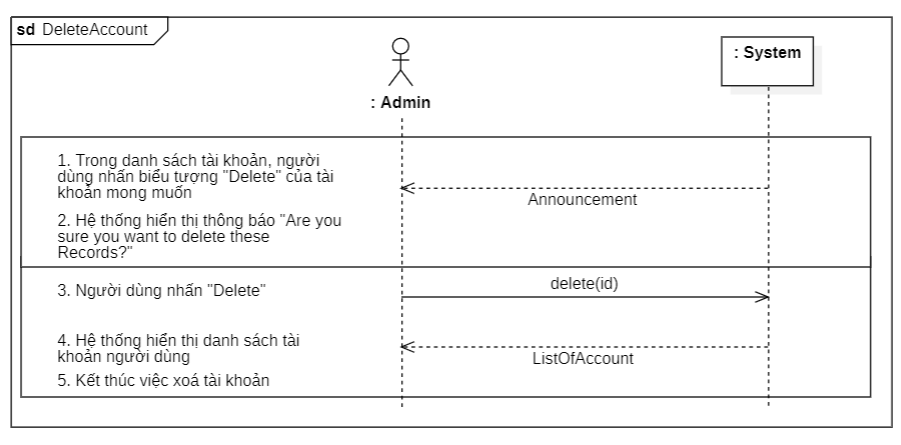 sd DeleteAccount
: Admin
: System
1. Trong danh sách tài khoản, người
dùng nhấn biểu tượng "Delete" của tài
khoản mong muốn
Announcement
2. Hệ thống hiển thị thông báo "Are you
sure you want to delete these
Records?"
3. Người dùng nhấn "Delete"
delete(id)
4. Hệ thống hiển thị danh sách tài
khoản người dùng
ListOfAccount
5. Kết thúc việc xoá tài khoản